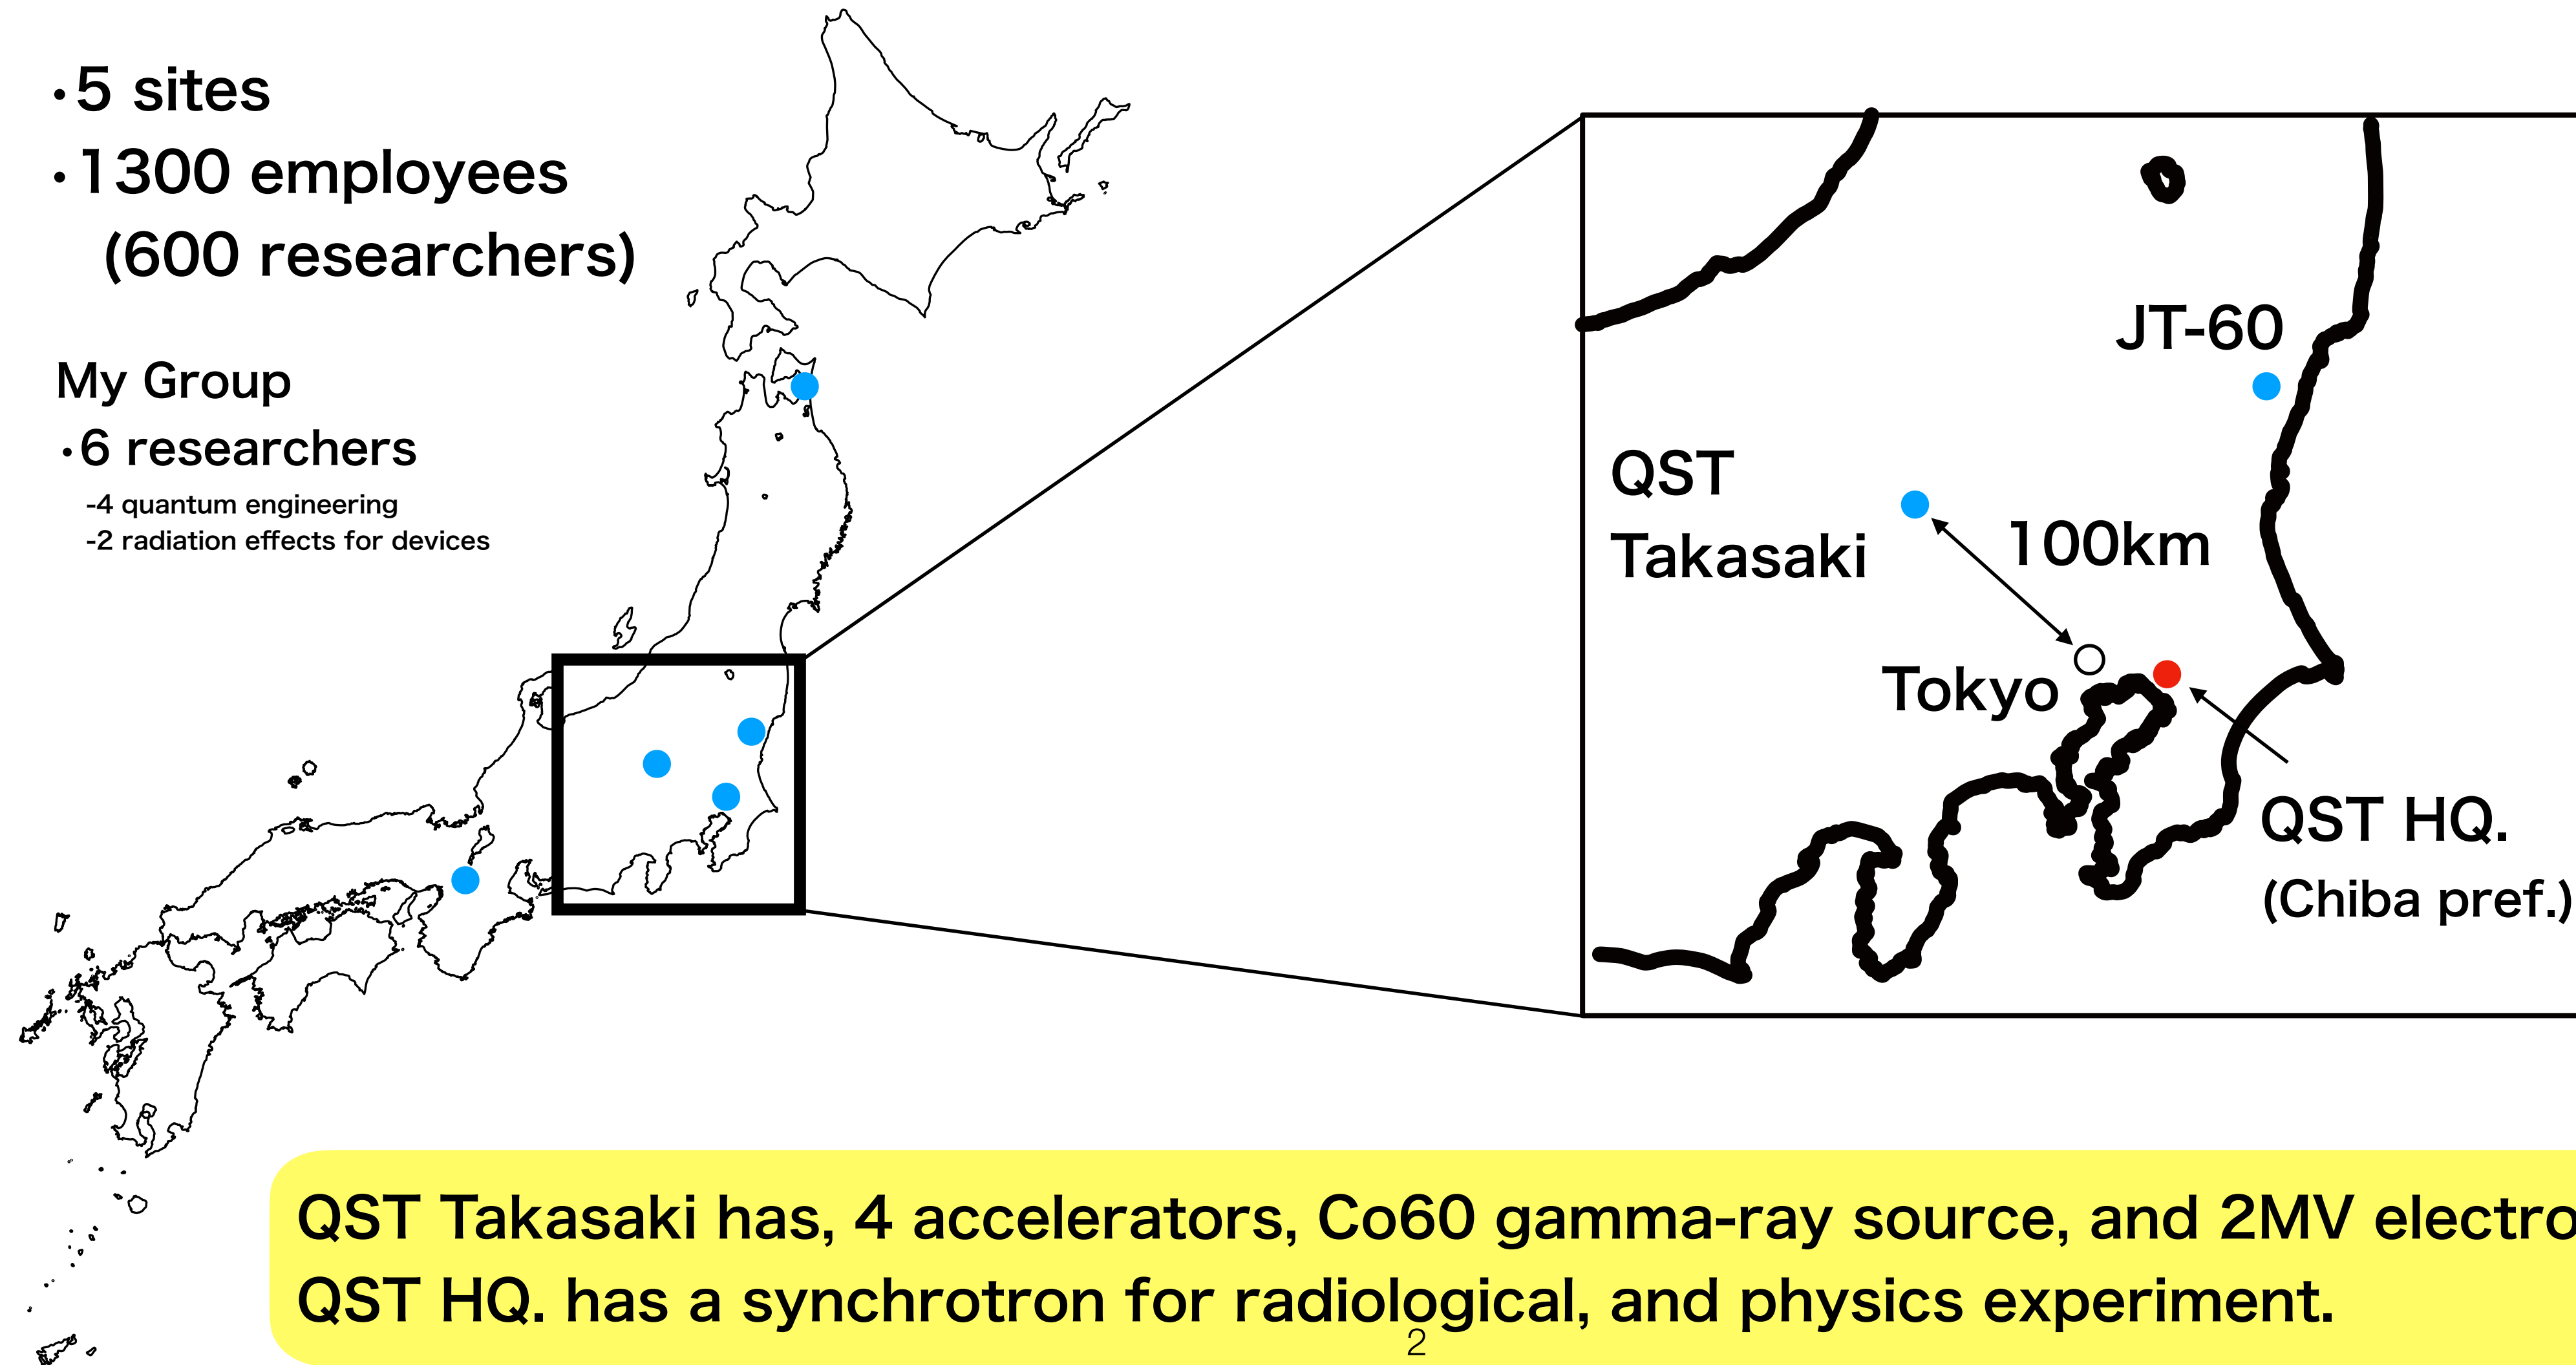 ・5 sites
・1300 employees
(600 researchers)
My Group
・6 researchers
-4 quantum engineering
-2 radiation effects for devices
JT-60
QST
Takasaki
100km
Tokyo
QST HQ.
(Chiba pref.)
QST Takasaki has, 4 accelerators, Co60 gamma-ray source, and 2MV electro
QST HQ. has a synchrotron for radiological, and physics experiment.
2